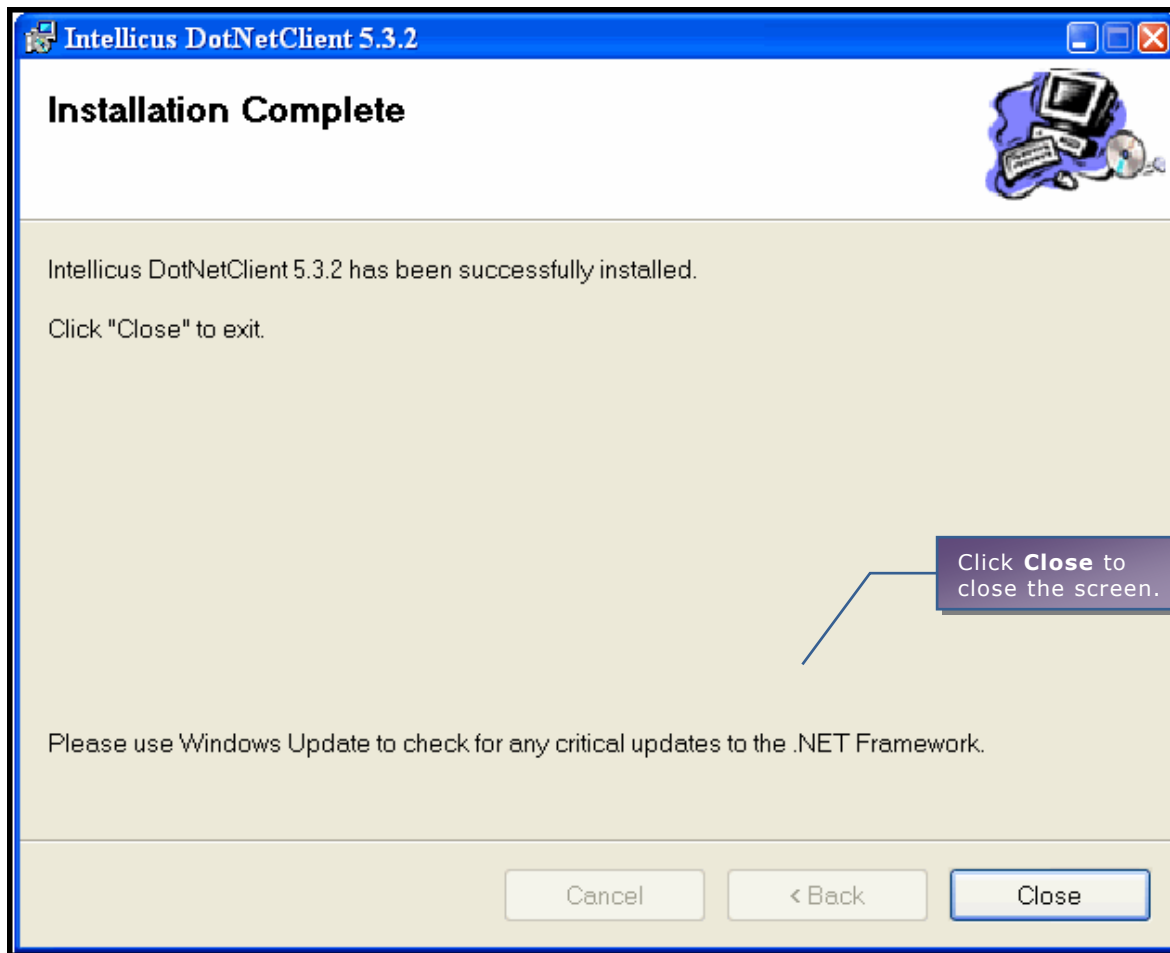 Intellicus DotNetClient 5.3.2
Installation Complete
Intellicus DotNetClient 5.3.2 has been successfully installed.
Click "Close" to exit.
Click Close to
close the screen.
Please use Windows Update to check for any critical updates to the .NET Framework.
Cancel
< Back
Close